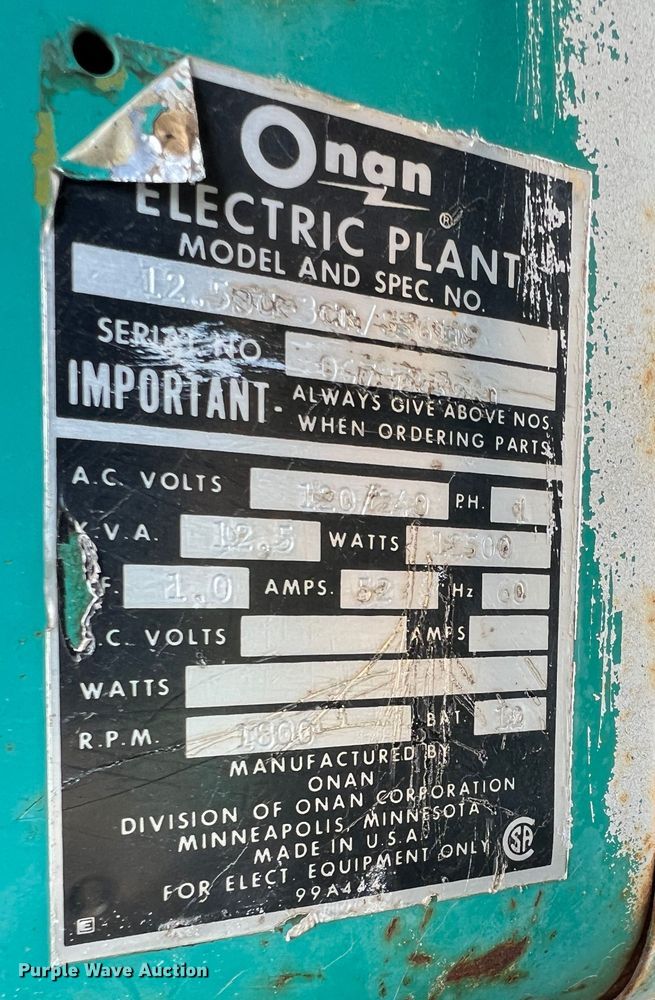 Onan ®
ELECTRIC PLANT
MODEL AND SPEC. NO.
SERIAL NO
IMPORTANT- ALWAYS GIVE ABOVE NOS.
WHEN ORDERING PARTS
A.C. VOLTS 120/240 PH. 1
V.A. 12.5 WATTS 12500
F. 1.0 AMPS. 52 Hz 60
.C. VOLTS AMPS
WATTS
R.P.M. 1800 BAT. 12
MANUFACTURED BY
ONAN
DIVISION OF ONAN CORPORATION
MINNEAPOLIS, MINNESOTA
MADE IN U.S.A.
FOR ELECT. EQUIPMENT ONLY
E
Purple Wave Auction